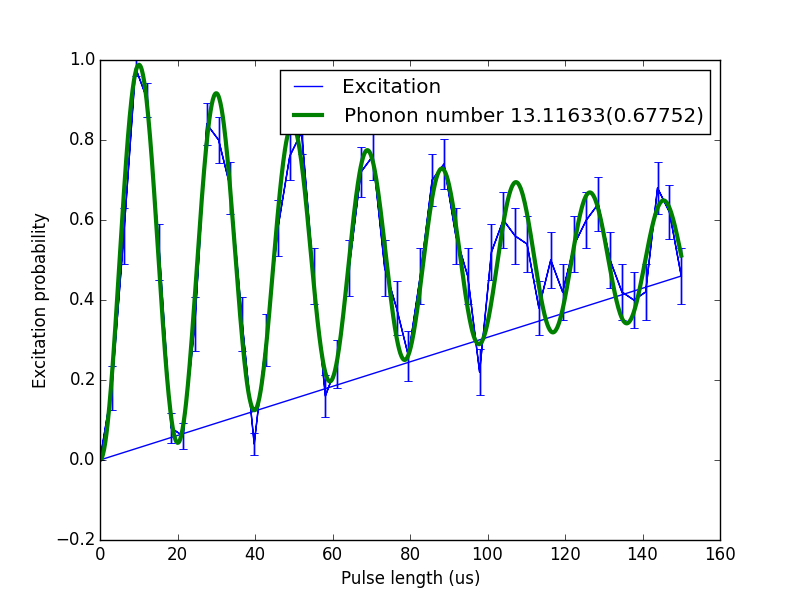 Excitation
Phonon number 13.11633(0.67752)
1.0
0.8
0.6
0.4
0.2
0.0
−0.2
0 20 40 60 80 100 120 140 160
Excitation probability
Pulse length (us)